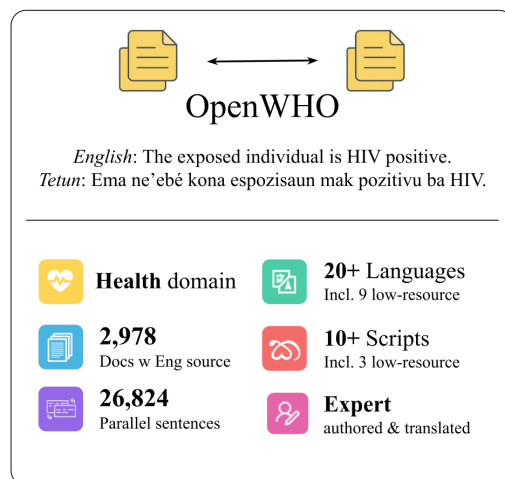 OpenWHO
English: The exposed individual is HIV positive.
Tetun: Ema ne'ebé kona espozisaun mak pozitivu ba HIV.
Health domain
20+ Languages
Incl. 9 low-resource
2,978
Docs w Eng source
10+ Scripts
Incl. 3 low-resource
26,824
Parallel sentences
Expert
authored & translated